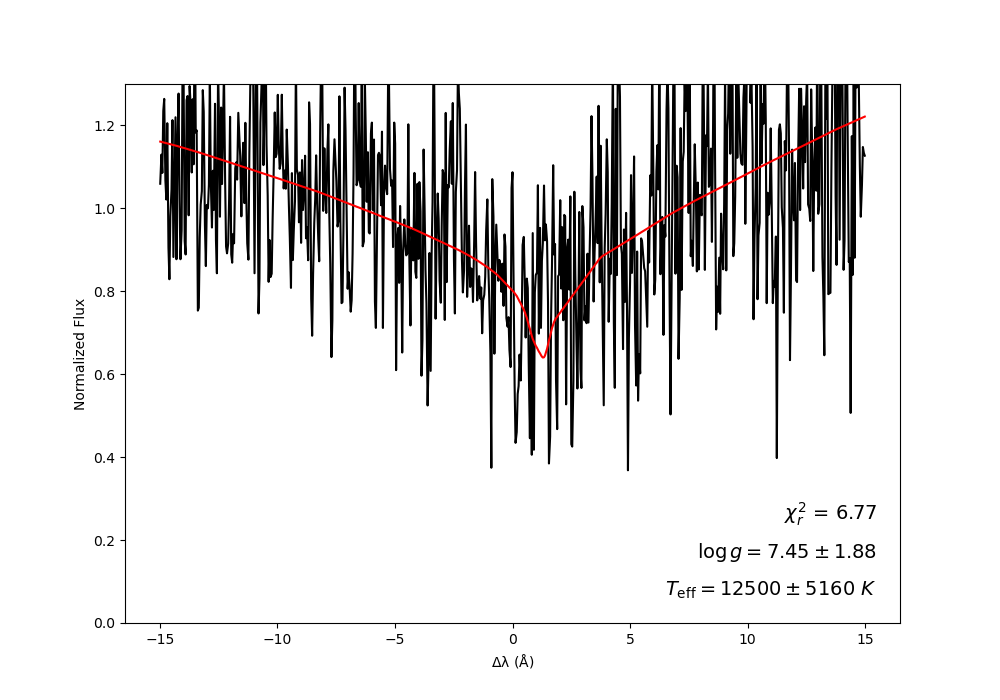 1.2
1.0
0.8
0.6
0.4
0.2
0.0
Normalized Flux
χ²ᵣ = 6.77
log g = 7.45 ± 1.88
T_eff = 12500 ± 5160 K
−15 −10 −5 0 5 10 15
Δλ (Å)